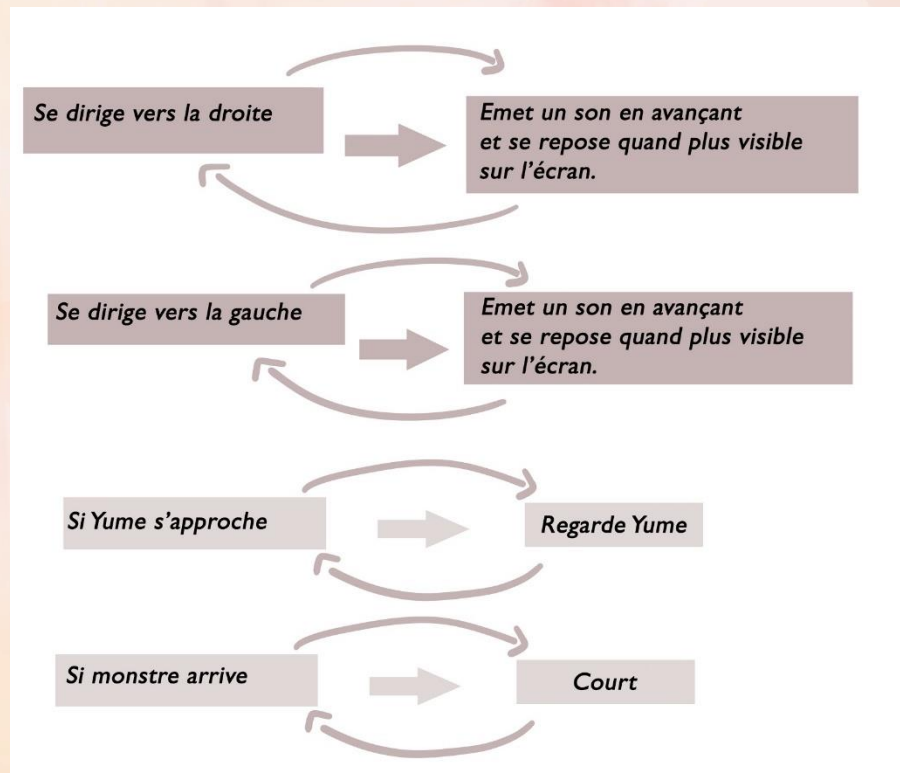 Se dirige vers la droite
Emet un son en avançant
et se repose quand plus visible
sur l’écran.
Se dirige vers la gauche
Emet un son en avançant
et se repose quand plus visible
sur l’écran.
Si Yume s’approche
Regarde Yume
Si monstre arrive
Court